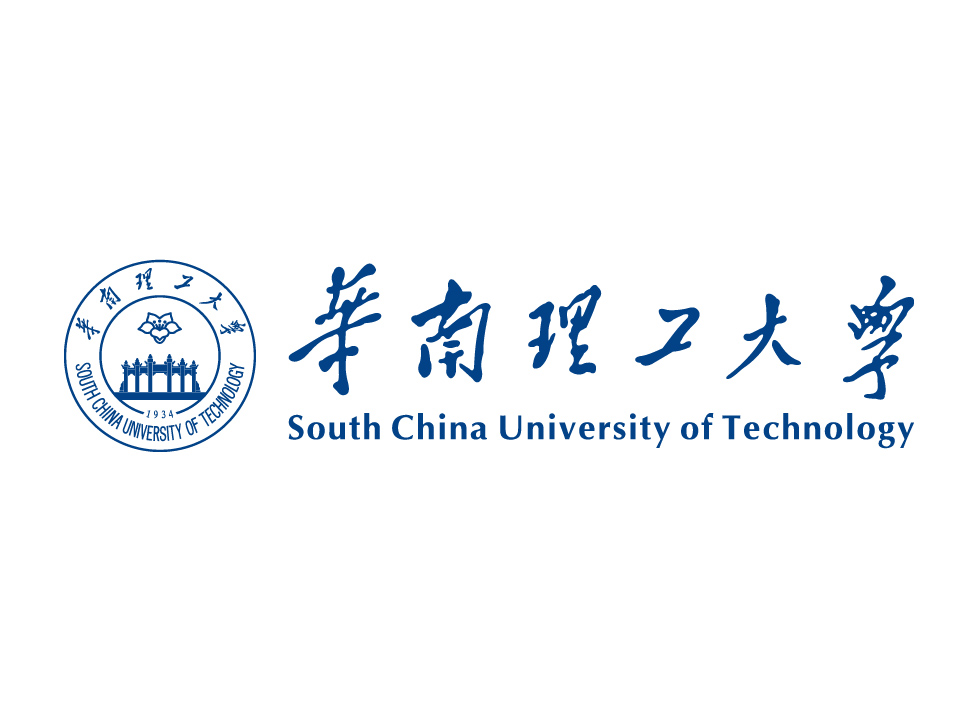 華南理工大學
SOUTH CHINA UNIVERSITY OF TECHNOLOGY
1934
華南理工大學
South China University of Technology